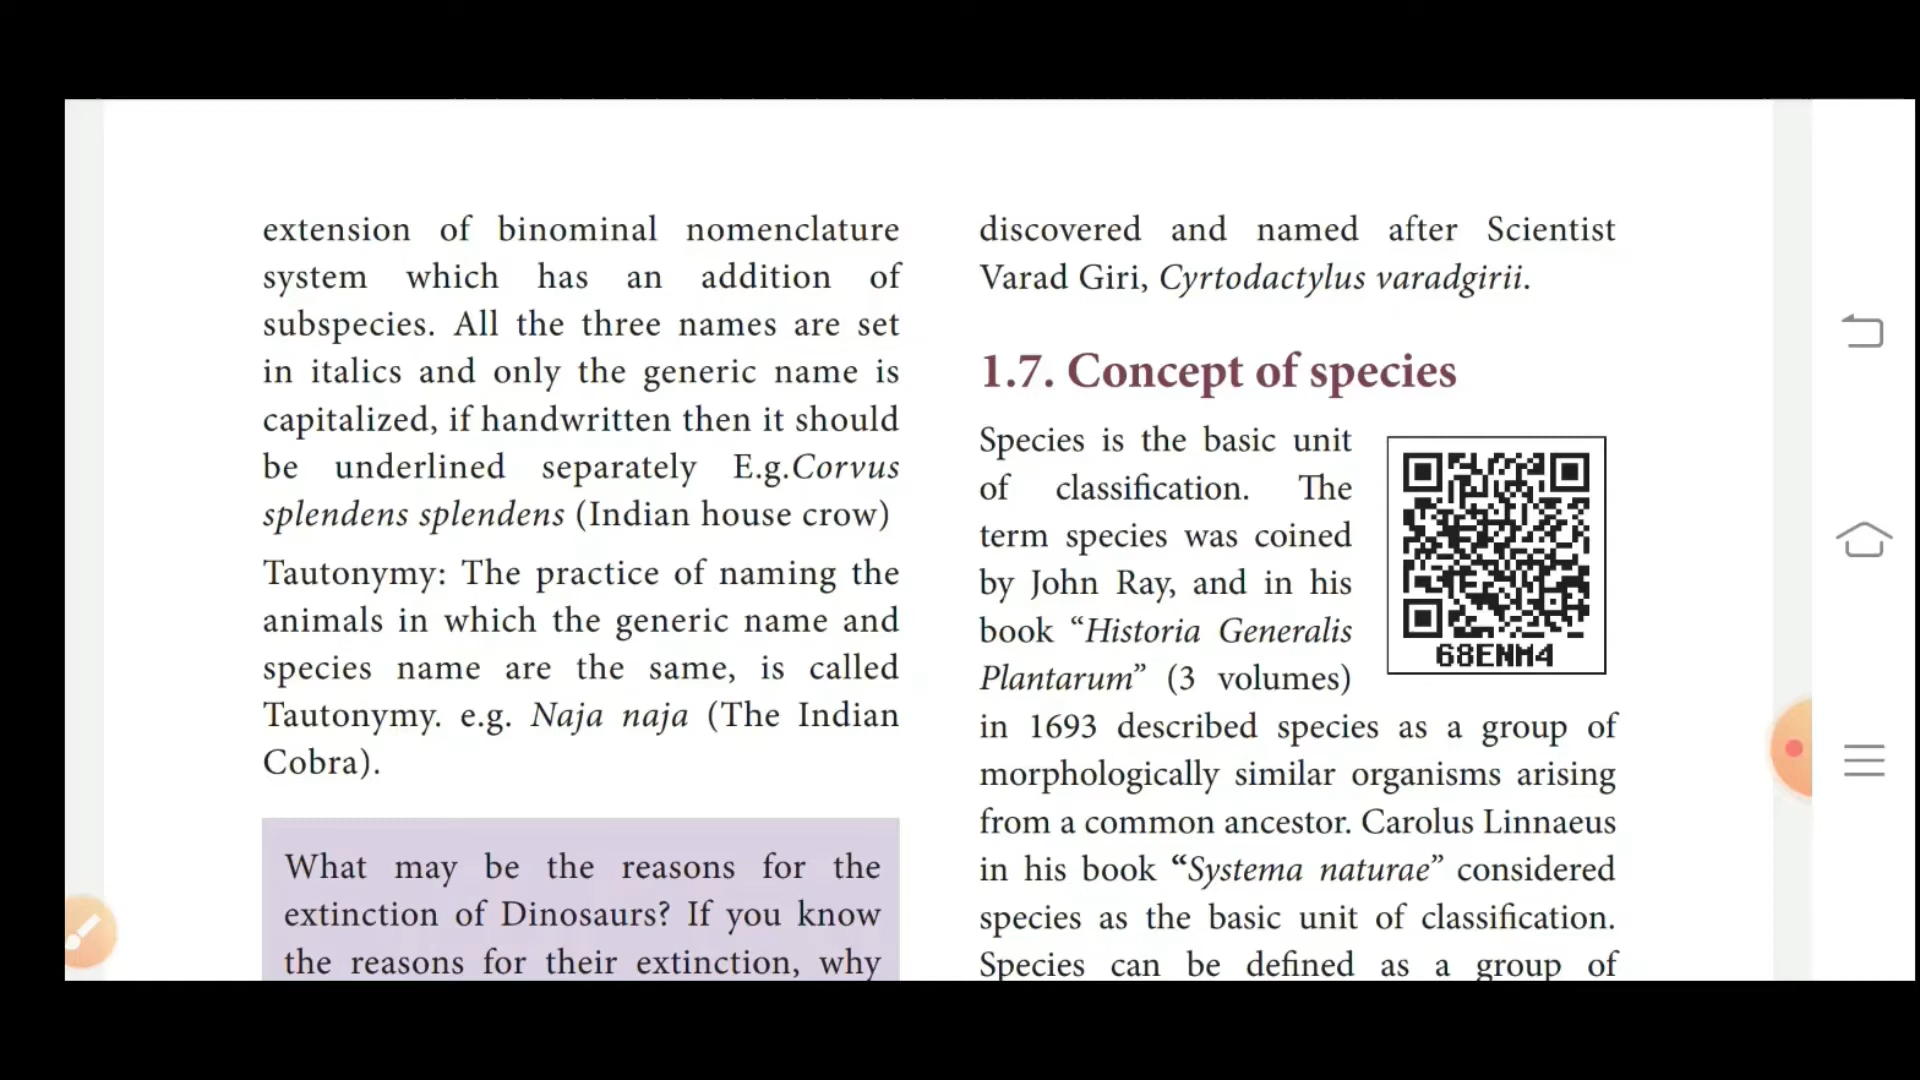 extension of binominal nomenclature
system which has an addition of
subspecies. All the three names are set
in italics and only the generic name is
capitalized, if handwritten then it should
be underlined separately E.g.Corvus
splendens splendens (Indian house crow)
Tautonymy: The practice of naming the
animals in which the generic name and
species name are the same, is called
Tautonymy. e.g. Naja naja (The Indian
Cobra).
What may be the reasons for the
extinction of Dinosaurs? If you know
the reasons for their extinction, why
discovered and named after Scientist
Varad Giri, Cyrtodactylus varadgirii.
1.7. Concept of species
Species is the basic unit
of classification. The
term species was coined
by John Ray, and in his
book “Historia Generalis
Plantarum” (3 volumes)
68ENM4
in 1693 described species as a group of
morphologically similar organisms arising
from a common ancestor. Carolus Linnaeus
in his book “Systema naturae” considered
species as the basic unit of classification.
Species can be defined as a group of